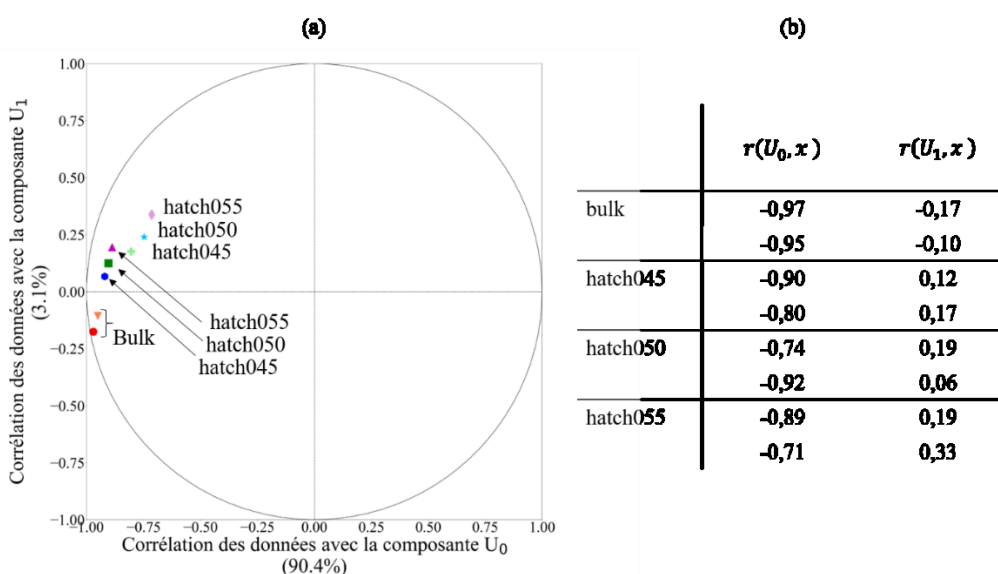 (a)
(b)
Corrélation des données avec la composante U₁
(3.1%)
1.00
0.75
0.50
0.25
0.00
−0.25
−0.50
−0.75
−1.00
hatch055
hatch050
hatch045
Bulk
hatch055
hatch050
hatch045
−1.00
−0.75
−0.50
−0.25
0.00
0.25
0.50
0.75
1.00
Corrélation des données avec la composante U₀
(90.4%)
r(U₀, x) r(U₁, x)
bulk -0,97 -0,17
-0,95 -0,10
hatch045 -0,90 0,12
-0,80 0,17
hatch050 -0,74 0,19
-0,92 0,06
hatch055 -0,89 0,19
-0,71 0,33